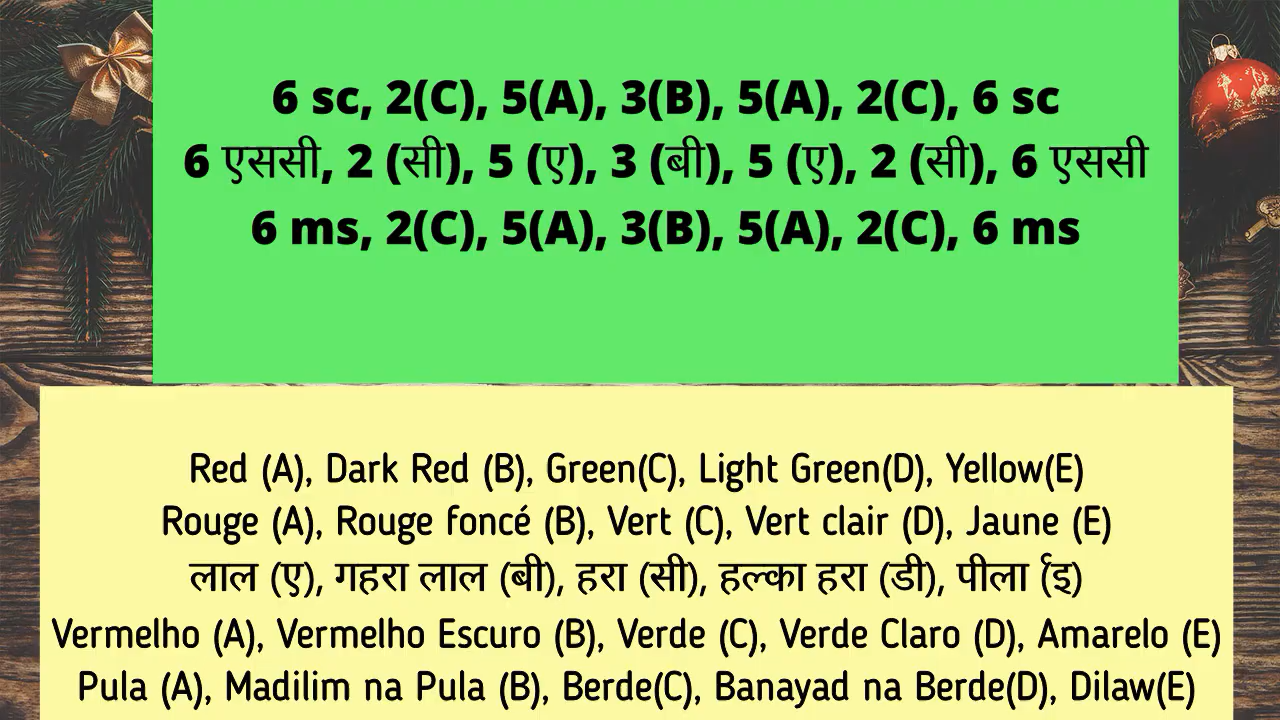 6 sc, 2(C), 5(A), 3(B), 5(A), 2(C), 6 sc
6 एससी, 2 (सी), 5 (ए), 3 (बी), 5 (ए), 2 (सी), 6 एससी
6 ms, 2(C), 5(A), 3(B), 5(A), 2(C), 6 ms
Red (A), Dark Red (B), Green(C), Light Green(D), Yellow(E)
Rouge (A), Rouge foncé (B), Vert (C), Vert clair (D), Jaune (E)
लाल (ए), गहरा लाल (बी), हरा (सी), हल्का हरा (डी), पीला (ई)
Vermelho (A), Vermelho Escuro (B), Verde (C), Verde Claro (D), Amarelo (E)
Pula (A), Madilim na Pula (B), Berde(C), Banayad na Berde(D), Dilaw(E)